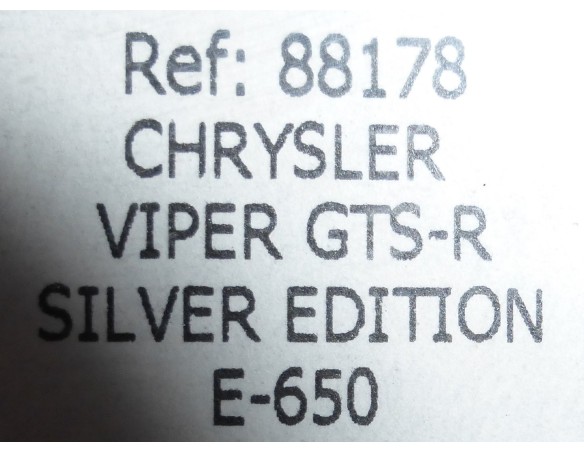 Ref: 88178
CHRYSLER
VIPER GTS-R
SILVER EDITION
E-650